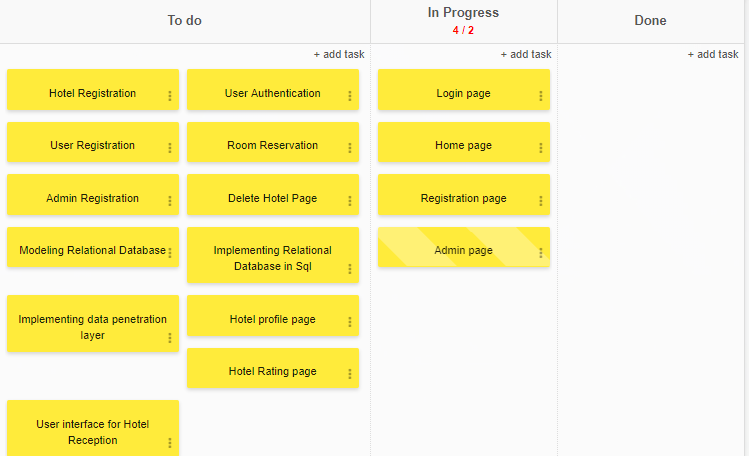 To do
In Progress
4 / 2
Done
+ add task
+ add task
+ add task
Hotel Registration
User Authentication
User Registration
Room Reservation
Admin Registration
Delete Hotel Page
Modeling Relational Database
Implementing Relational
Database in Sql
Implementing data penetration
layer
Hotel profile page
Hotel Rating page
User interface for Hotel
Reception
Login page
Home page
Registration page
Admin page